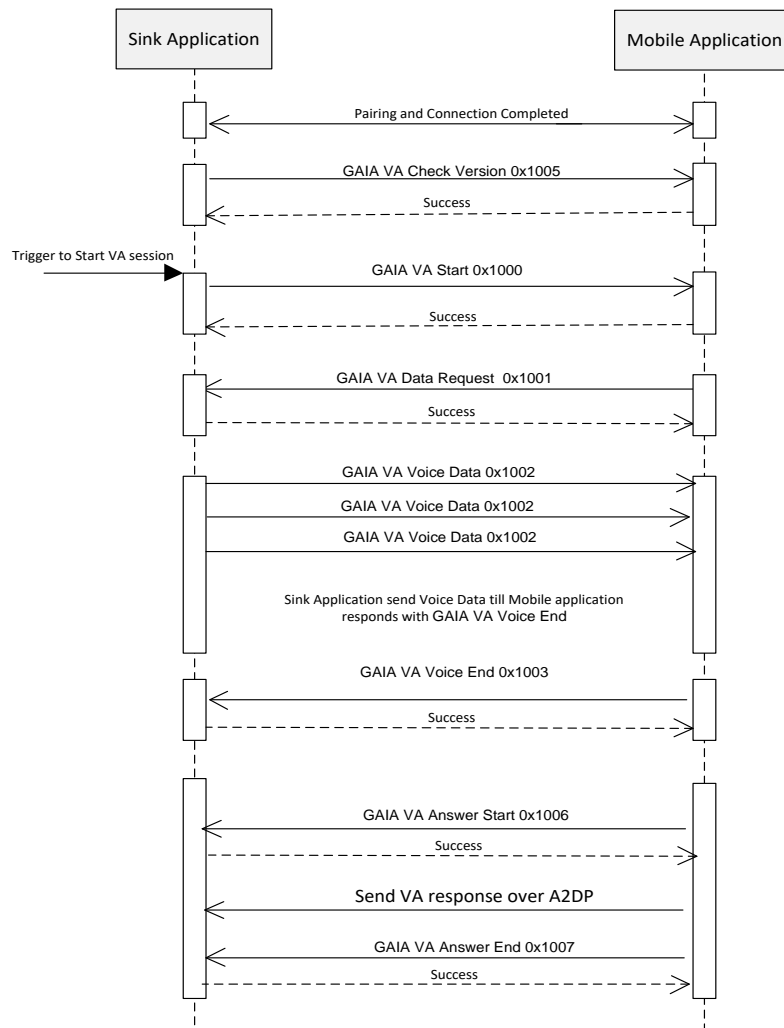 Sink Application
Mobile Application
Pairing and Connection Completed
GAIA VA Check Version 0x1005
Success
Trigger to Start VA session
GAIA VA Start 0x1000
Success
GAIA VA Data Request 0x1001
Success
GAIA VA Voice Data 0x1002
GAIA VA Voice Data 0x1002
GAIA VA Voice Data 0x1002
Sink Application send Voice Data till Mobile application
responds with GAIA VA Voice End
GAIA VA Voice End 0x1003
Success
GAIA VA Answer Start 0x1006
Success
Send VA response over A2DP
GAIA VA Answer End 0x1007
Success